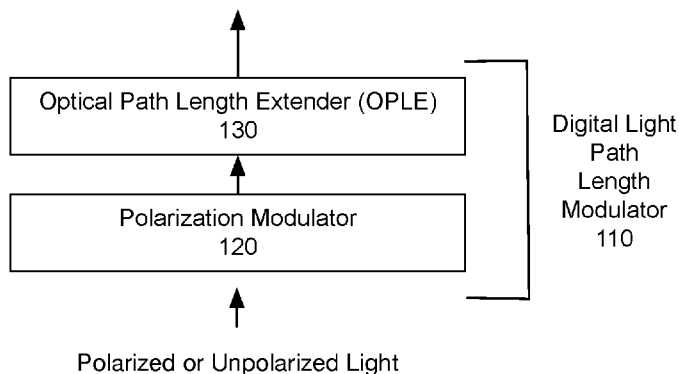 Optical Path Length Extender (OPLE)
130
Polarization Modulator
120
Digital Light
Path
Length
Modulator
110
Polarized or Unpolarized Light